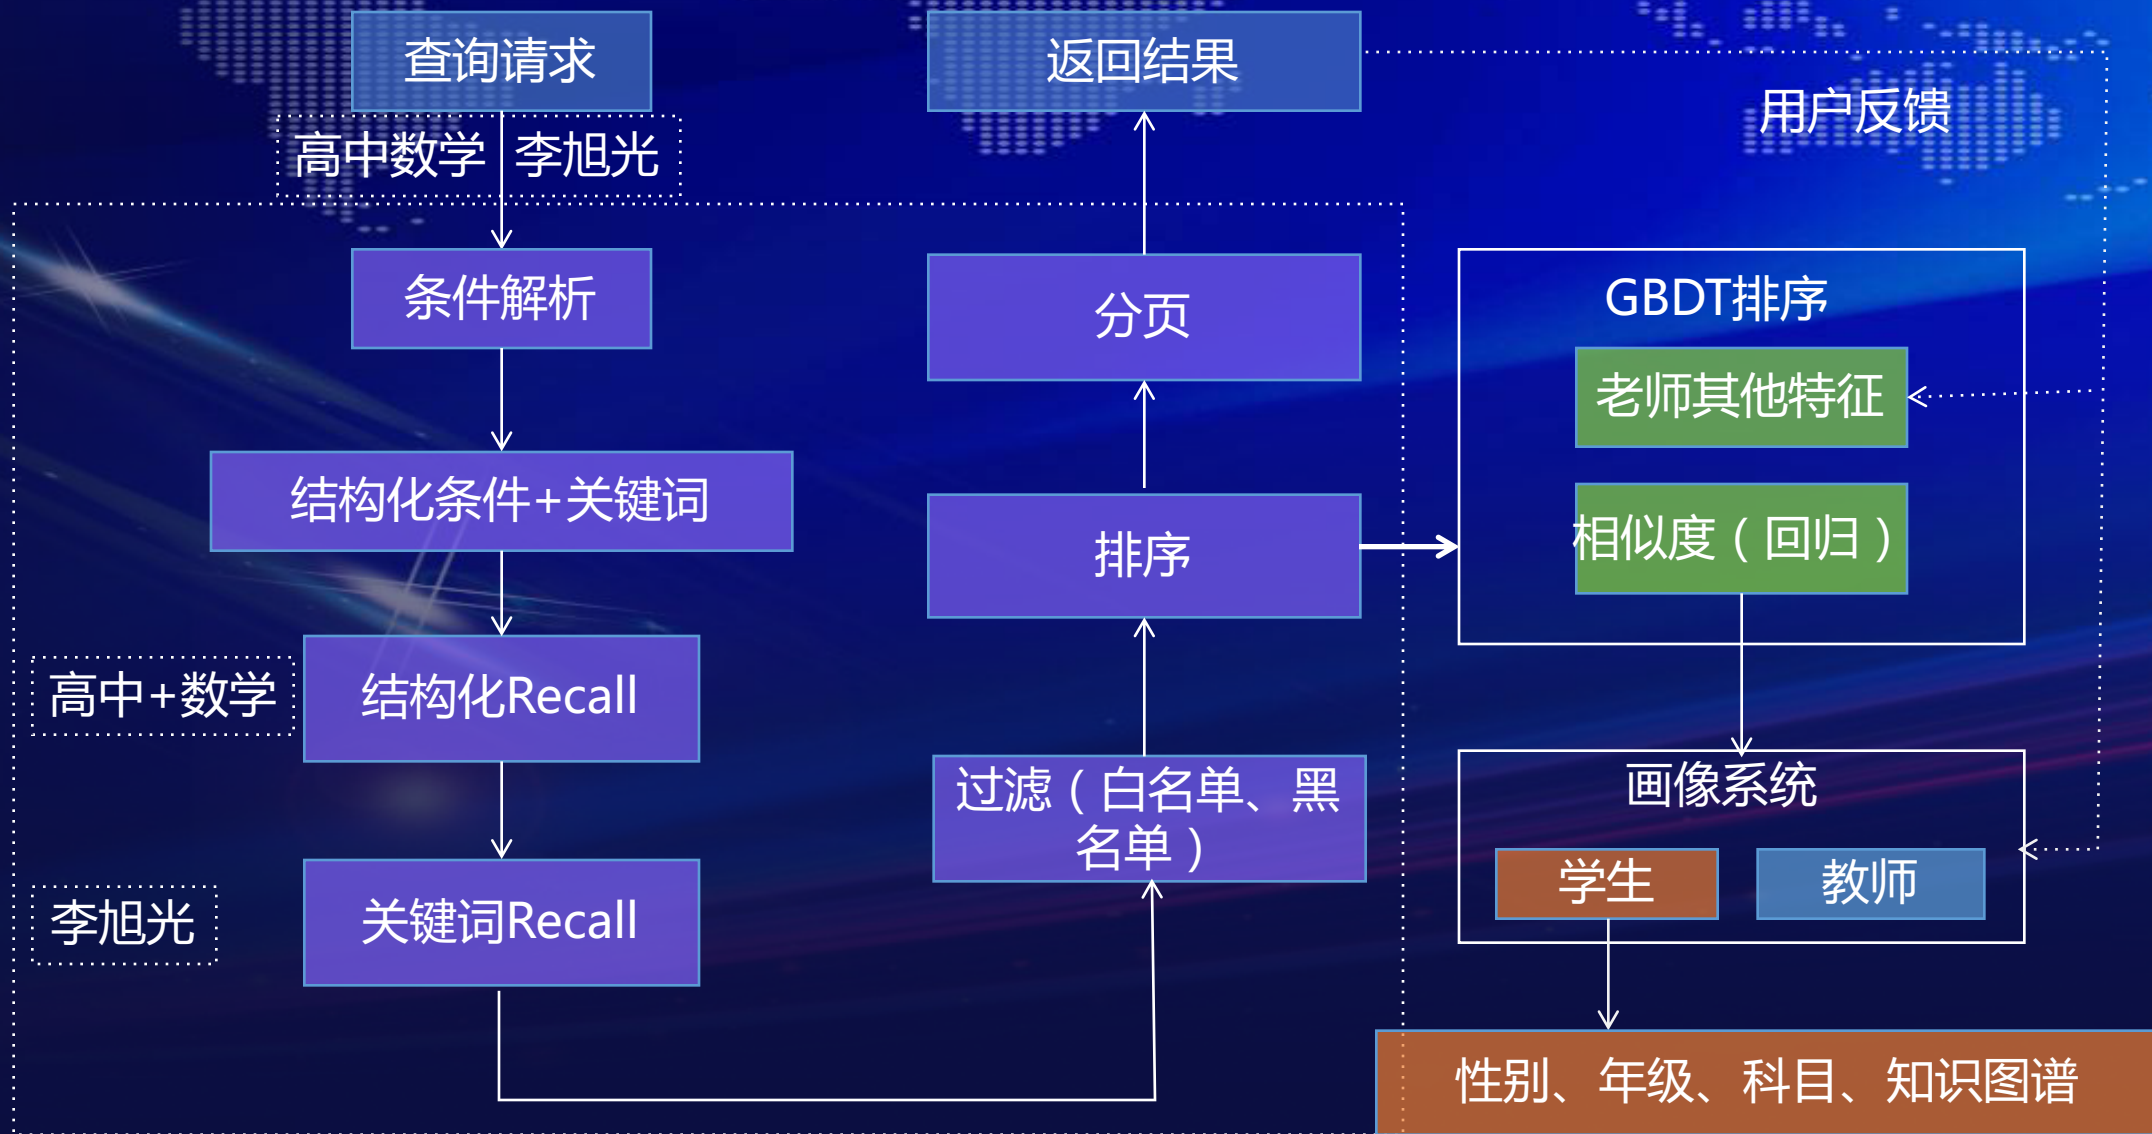 查询请求
高中数学 李旭光
条件解析
结构化条件+关键词
高中+数学
结构化Recall
李旭光
关键词Recall
返回结果
分页
排序
过滤（白名单、黑
名单）
用户反馈
GBDT排序
老师其他特征
相似度（回归）
画像系统
学生
教师
性别、年级、科目、知识图谱